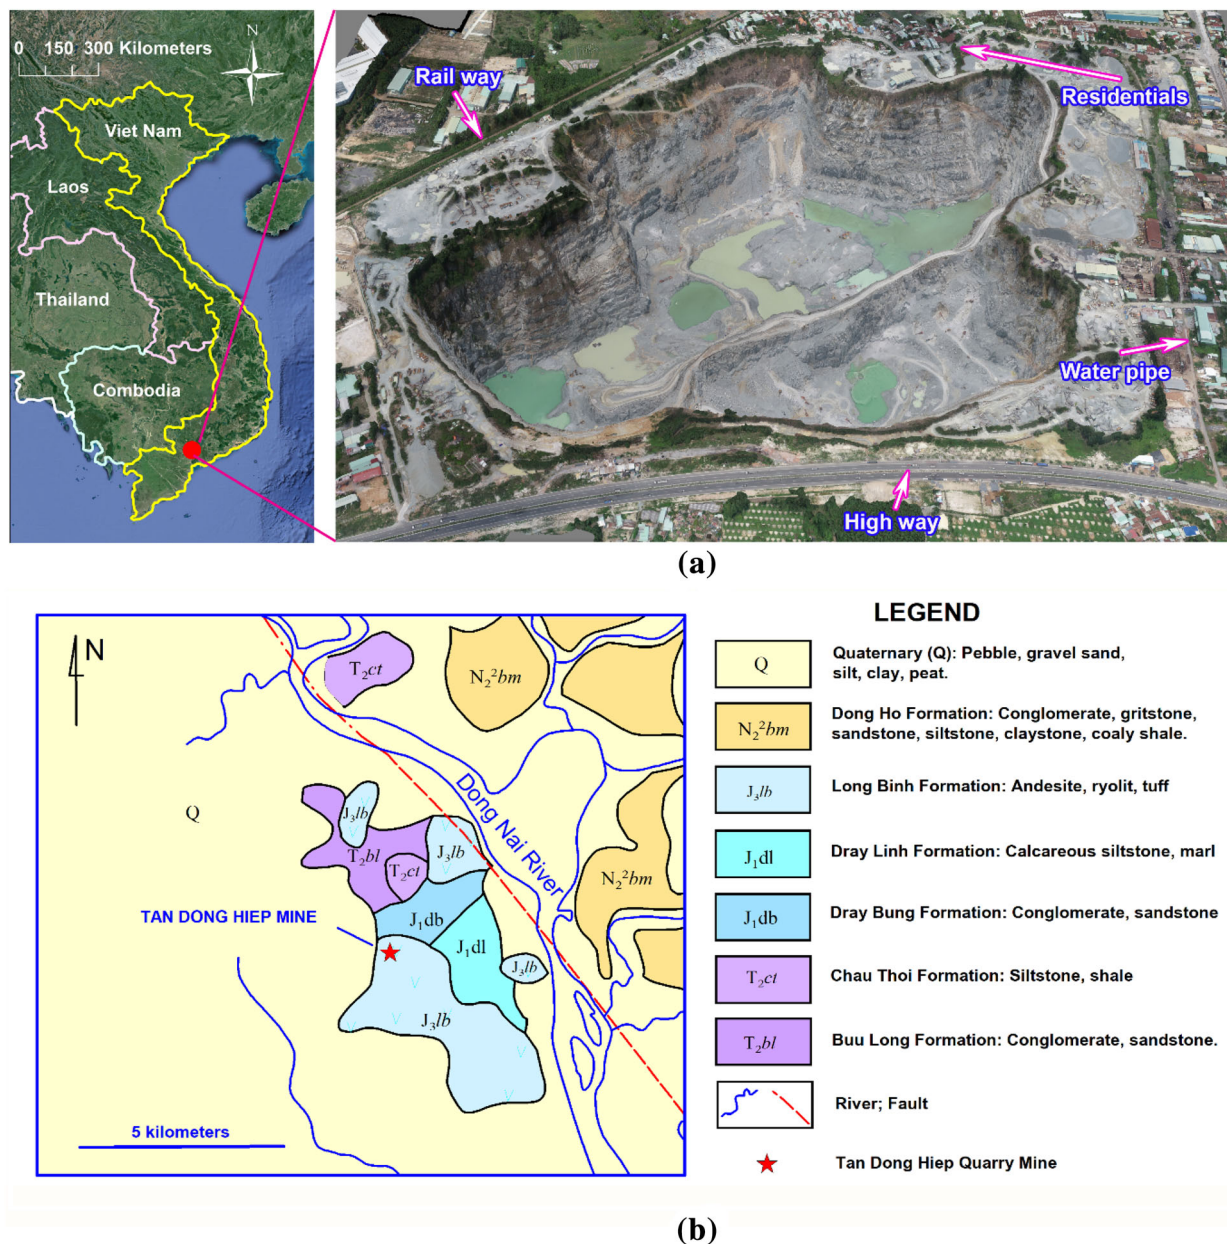 0 150 300 Kilometers
N
Viet Nam
Laos
Thailand
Combodia
Rail way
Residentials
Water pipe
High way
(a)
N
T₂ct
N₂²bm
Q
Dong Nai River
J₃lb
T₂bl
J₃lb
T₂ct
N₂²bm
TAN DONG HIEP MINE
J₁db
J₁dl
J₃lb
J₃lb
5 kilometers
LEGEND
Q
Quaternary (Q): Pebble, gravel sand,
silt, clay, peat.
N₂²bm
Dong Ho Formation: Conglomerate, gritstone,
sandstone, siltstone, claystone, coaly shale.
J₃lb
Long Binh Formation: Andesite, ryolit, tuff
J₁dl
Dray Linh Formation: Calcareous siltstone, marl
J₁db
Dray Bung Formation: Conglomerate, sandstone
T₂ct
Chau Thoi Formation: Siltstone, shale
T₂bl
Buu Long Formation: Conglomerate, sandstone.
River; Fault
Tan Dong Hiep Quarry Mine
(b)